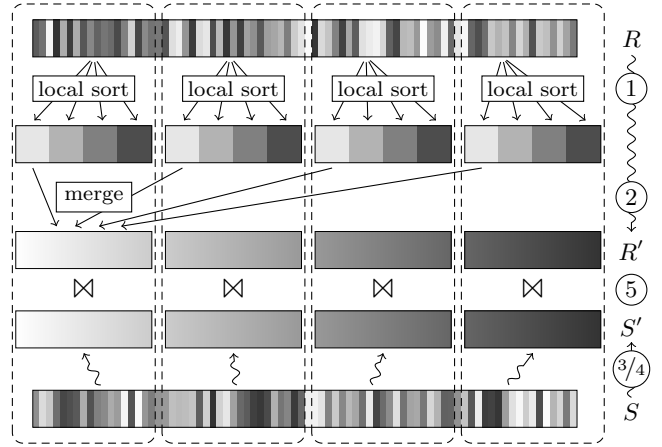 R
local sort local sort local sort local sort
1
merge
2
R′
⋈ ⋈ ⋈ ⋈
5
S′
3/4
S